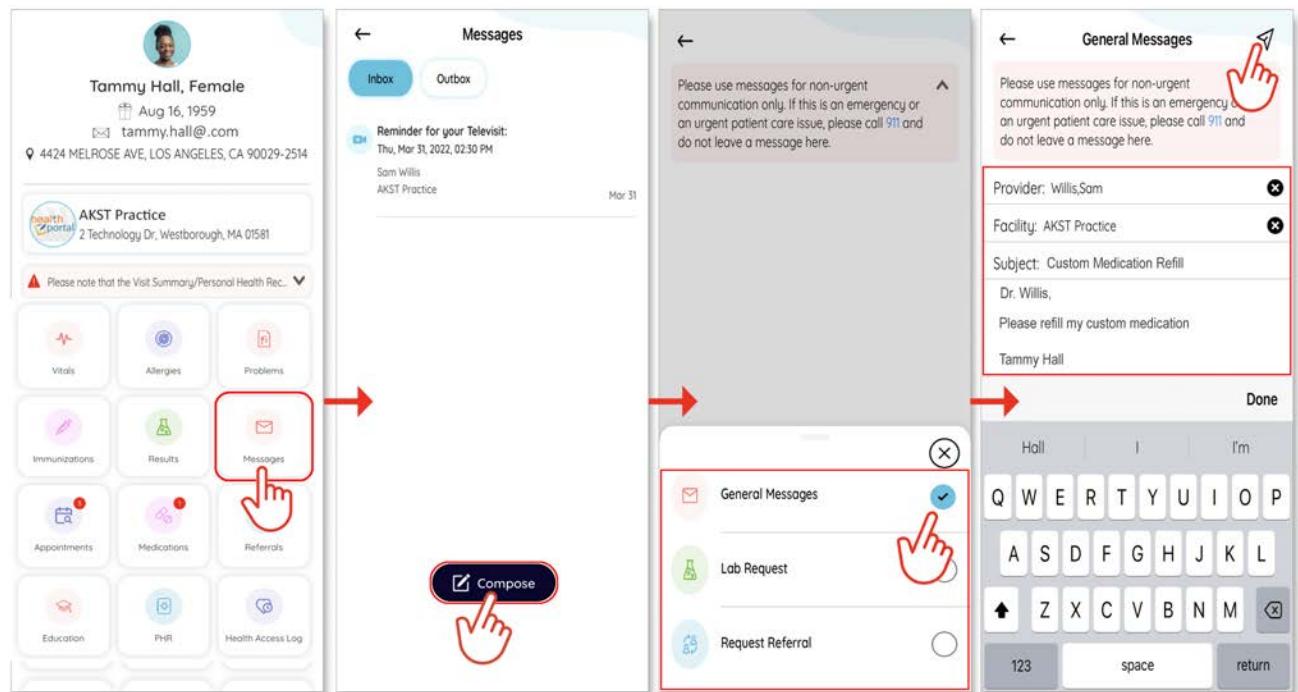 Tammy Hall, Female
Aug 16, 1959
tammy.hall@.com
4424 MELROSE AVE, LOS ANGELES, CA 90029-2514
health
portal
AKST Practice
2 Technology Dr, Westborough, MA 01581
Please note that the Visit Summary/Personal Health Rec...
Vitals
Allergies
Problems
Immunizations
Results
Messages
Appointments
Medications
Referrals
Education
PHR
Health Access Log
Messages
Inbox
Outbox
Reminder for your Televisit:
Thu, Mar 31, 2022, 02:30 PM
Sam Willis
AKST Practice
Mar 31
Compose
Please use messages for non-urgent
communication only. If this is an emergency or
an urgent patient care issue, please call 911 and
do not leave a message here.
General Messages
Lab Request
Request Referral
General Messages
Please use messages for non-urgent
communication only. If this is an emergency
an urgent patient care issue, please call 911 and
do not leave a message here.
Provider: Willis,Sam
Facility: AKST Practice
Subject: Custom Medication Refill
Dr. Willis,
Please refill my custom medication
Tammy Hall
Done
Hall I I'm
Q W E R T Y U I O P
A S D F G H J K L
Z X C V B N M
123 space return